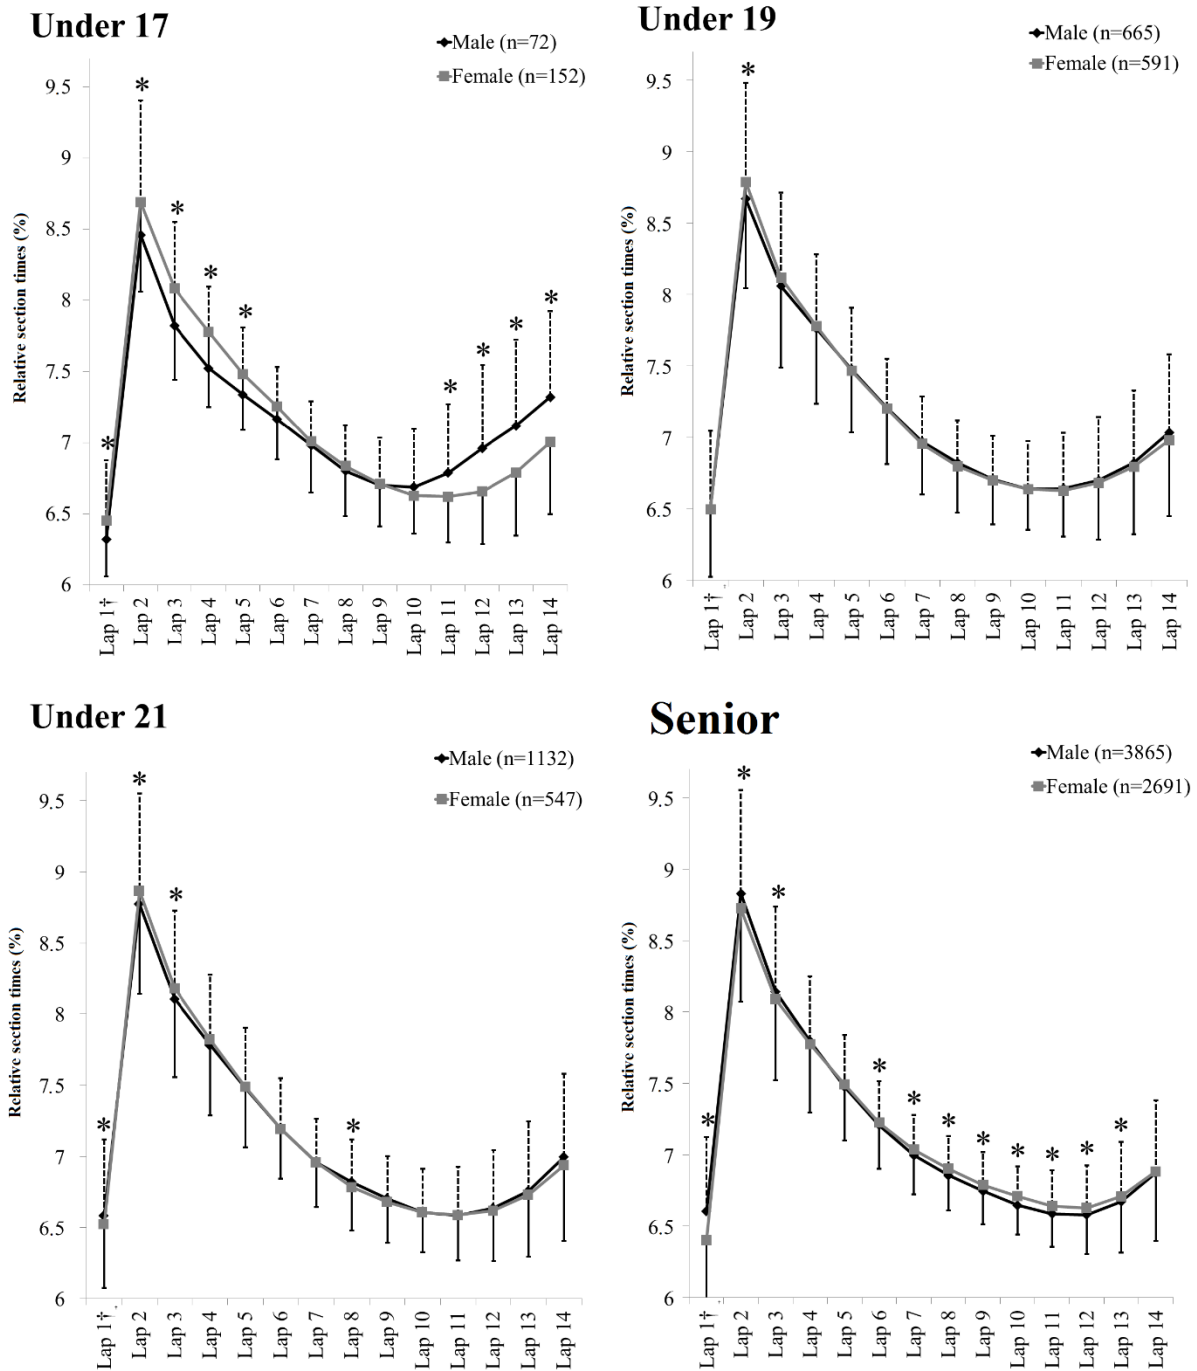 Under 17
Male (n=72)
Female (n=152)
Relative section times (%)
9.5
9
8.5
8
7.5
7
6.5
6
* * * * * * * * *
Lap 1†
Lap 2
Lap 3
Lap 4
Lap 5
Lap 6
Lap 7
Lap 8
Lap 9
Lap 10
Lap 11
Lap 12
Lap 13
Lap 14
Under 19
Male (n=665)
Female (n=591)
Relative section times (%)
9.5
9
8.5
8
7.5
7
6.5
6
*
Lap 1†
Lap 2
Lap 3
Lap 4
Lap 5
Lap 6
Lap 7
Lap 8
Lap 9
Lap 10
Lap 11
Lap 12
Lap 13
Lap 14
Under 21
Male (n=1132)
Female (n=547)
Relative section times (%)
9.5
9
8.5
8
7.5
7
6.5
6
* * * *
Lap 1†
Lap 2
Lap 3
Lap 4
Lap 5
Lap 6
Lap 7
Lap 8
Lap 9
Lap 10
Lap 11
Lap 12
Lap 13
Lap 14
Senior
Male (n=3865)
Female (n=2691)
Relative section times (%)
9.5
9
8.5
8
7.5
7
6.5
6
* * * * * * * * * * *
Lap 1†
Lap 2
Lap 3
Lap 4
Lap 5
Lap 6
Lap 7
Lap 8
Lap 9
Lap 10
Lap 11
Lap 12
Lap 13
Lap 14